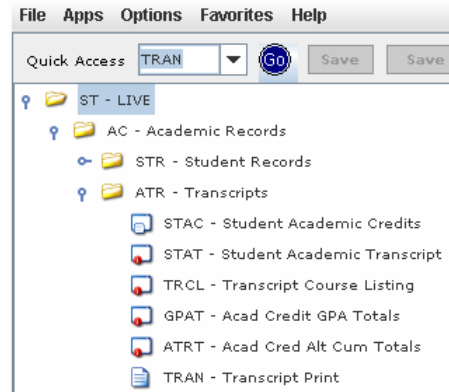 File Apps Options Favorites Help
Quick Access TRAN Go Save Save
ST - LIVE
AC - Academic Records
STR - Student Records
ATR - Transcripts
STAC - Student Academic Credits
STAT - Student Academic Transcript
TRCL - Transcript Course Listing
GPAT - Acad Credit GPA Totals
ATRT - Acad Cred Alt Cum Totals
TRAN - Transcript Print